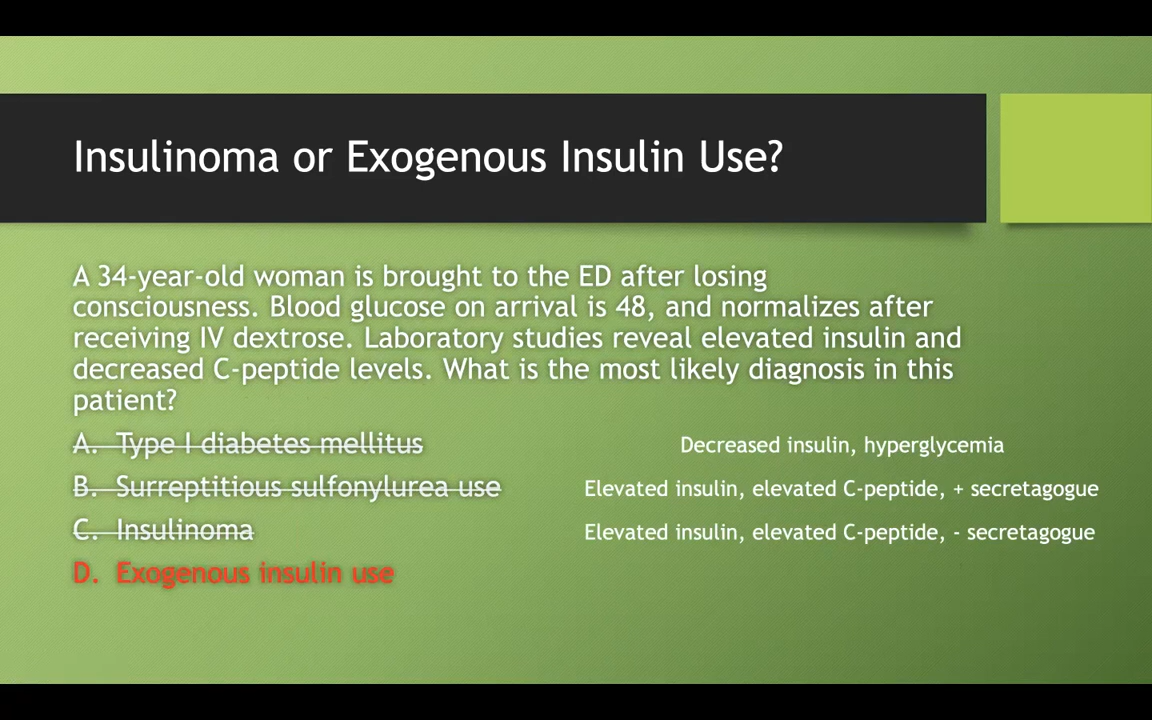 Insulinoma or Exogenous Insulin Use?
A 34-year-old woman is brought to the ED after losing
consciousness. Blood glucose on arrival is 48, and normalizes after
receiving IV dextrose. Laboratory studies reveal elevated insulin and
decreased C-peptide levels. What is the most likely diagnosis in this
patient?
A. Type I diabetes mellitus Decreased insulin, hyperglycemia
B. Surreptitious sulfonylurea use Elevated insulin, elevated C-peptide, + secretagogue
C. Insulinoma Elevated insulin, elevated C-peptide, - secretagogue
D. Exogenous insulin use